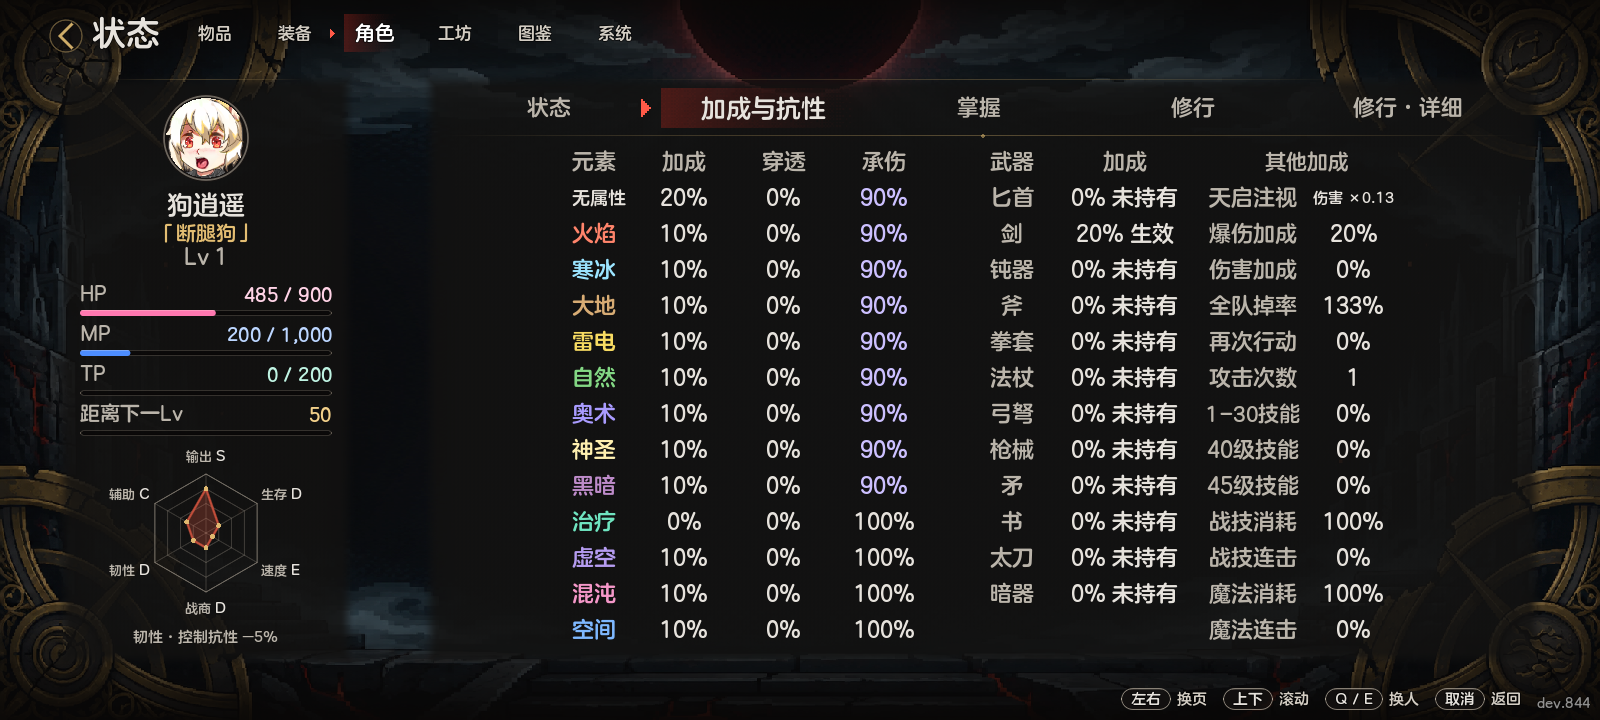 状态 物品 装备 角色 工坊 图鉴 系统
状态 加成与抗性 掌握 修行 修行·详细
狗逍遥
「断腿狗」
Lv 1
HP 485 / 900
MP 200 / 1,000
TP 0 / 200
距离下一Lv 50
输出 S
辅助 C 生存 D
韧性 D 速度 E
战商 D
韧性·控制抗性 −5%
元素 加成 穿透 承伤 武器 加成 其他加成
无属性 20% 0% 90% 匕首 0% 未持有 天启注视 伤害 ×0.13
火焰 10% 0% 90% 剑 20% 生效 爆伤加成 20%
寒冰 10% 0% 90% 钝器 0% 未持有 伤害加成 0%
大地 10% 0% 90% 斧 0% 未持有 全队掉率 133%
雷电 10% 0% 90% 拳套 0% 未持有 再次行动 0%
自然 10% 0% 90% 法杖 0% 未持有 攻击次数 1
奥术 10% 0% 90% 弓弩 0% 未持有 1-30技能 0%
神圣 10% 0% 90% 枪械 0% 未持有 40级技能 0%
黑暗 10% 0% 90% 矛 0% 未持有 45级技能 0%
治疗 0% 0% 100% 书 0% 未持有 战技消耗 100%
虚空 10% 0% 100% 太刀 0% 未持有 战技连击 0%
混沌 10% 0% 100% 暗器 0% 未持有 魔法消耗 100%
空间 10% 0% 100% 魔法连击 0%
左右 换页 上下 滚动 Q / E 换人 取消 返回 dev.844